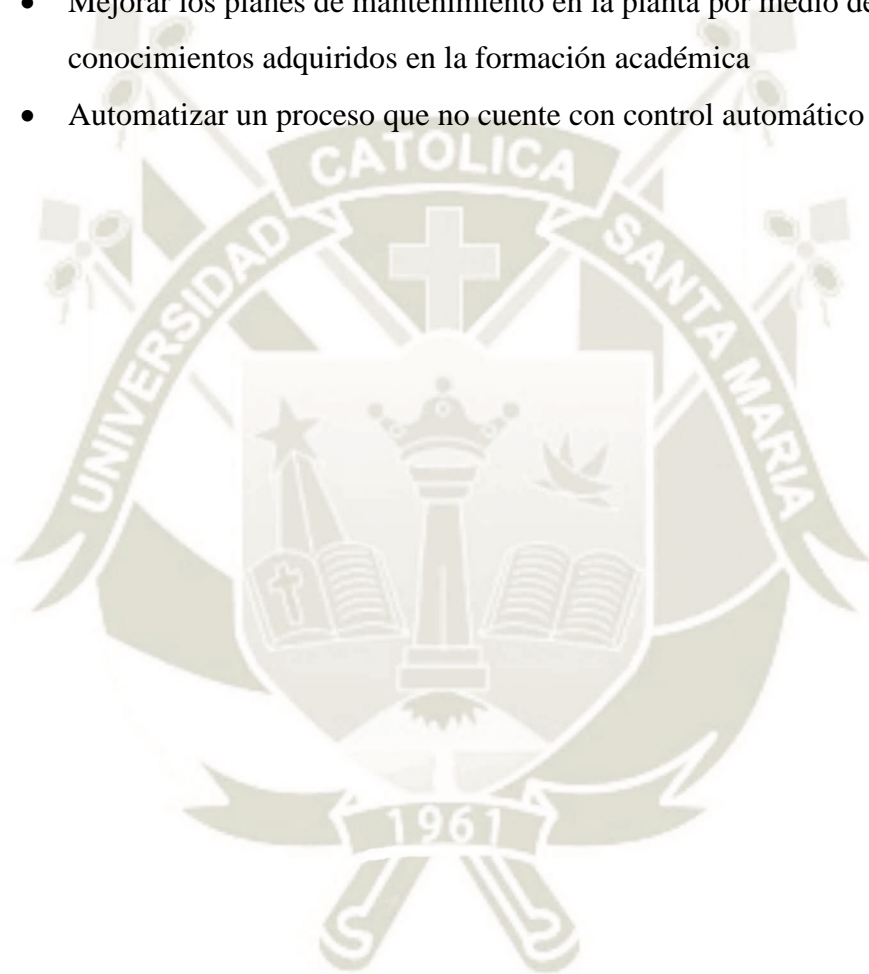 • Mejorar los planes de mantenimiento en la planta por medio de
conocimientos adquiridos en la formación académica
• Automatizar un proceso que no cuente con control automático
UNIVERSIDAD CATOLICA SANTA MARIA
1961